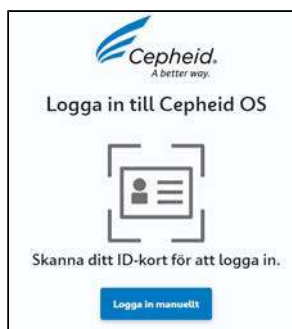 Cepheid.
A better way.
Logga in till Cepheid OS
Skanna ditt ID-kort för att logga in.
Logga in manuellt